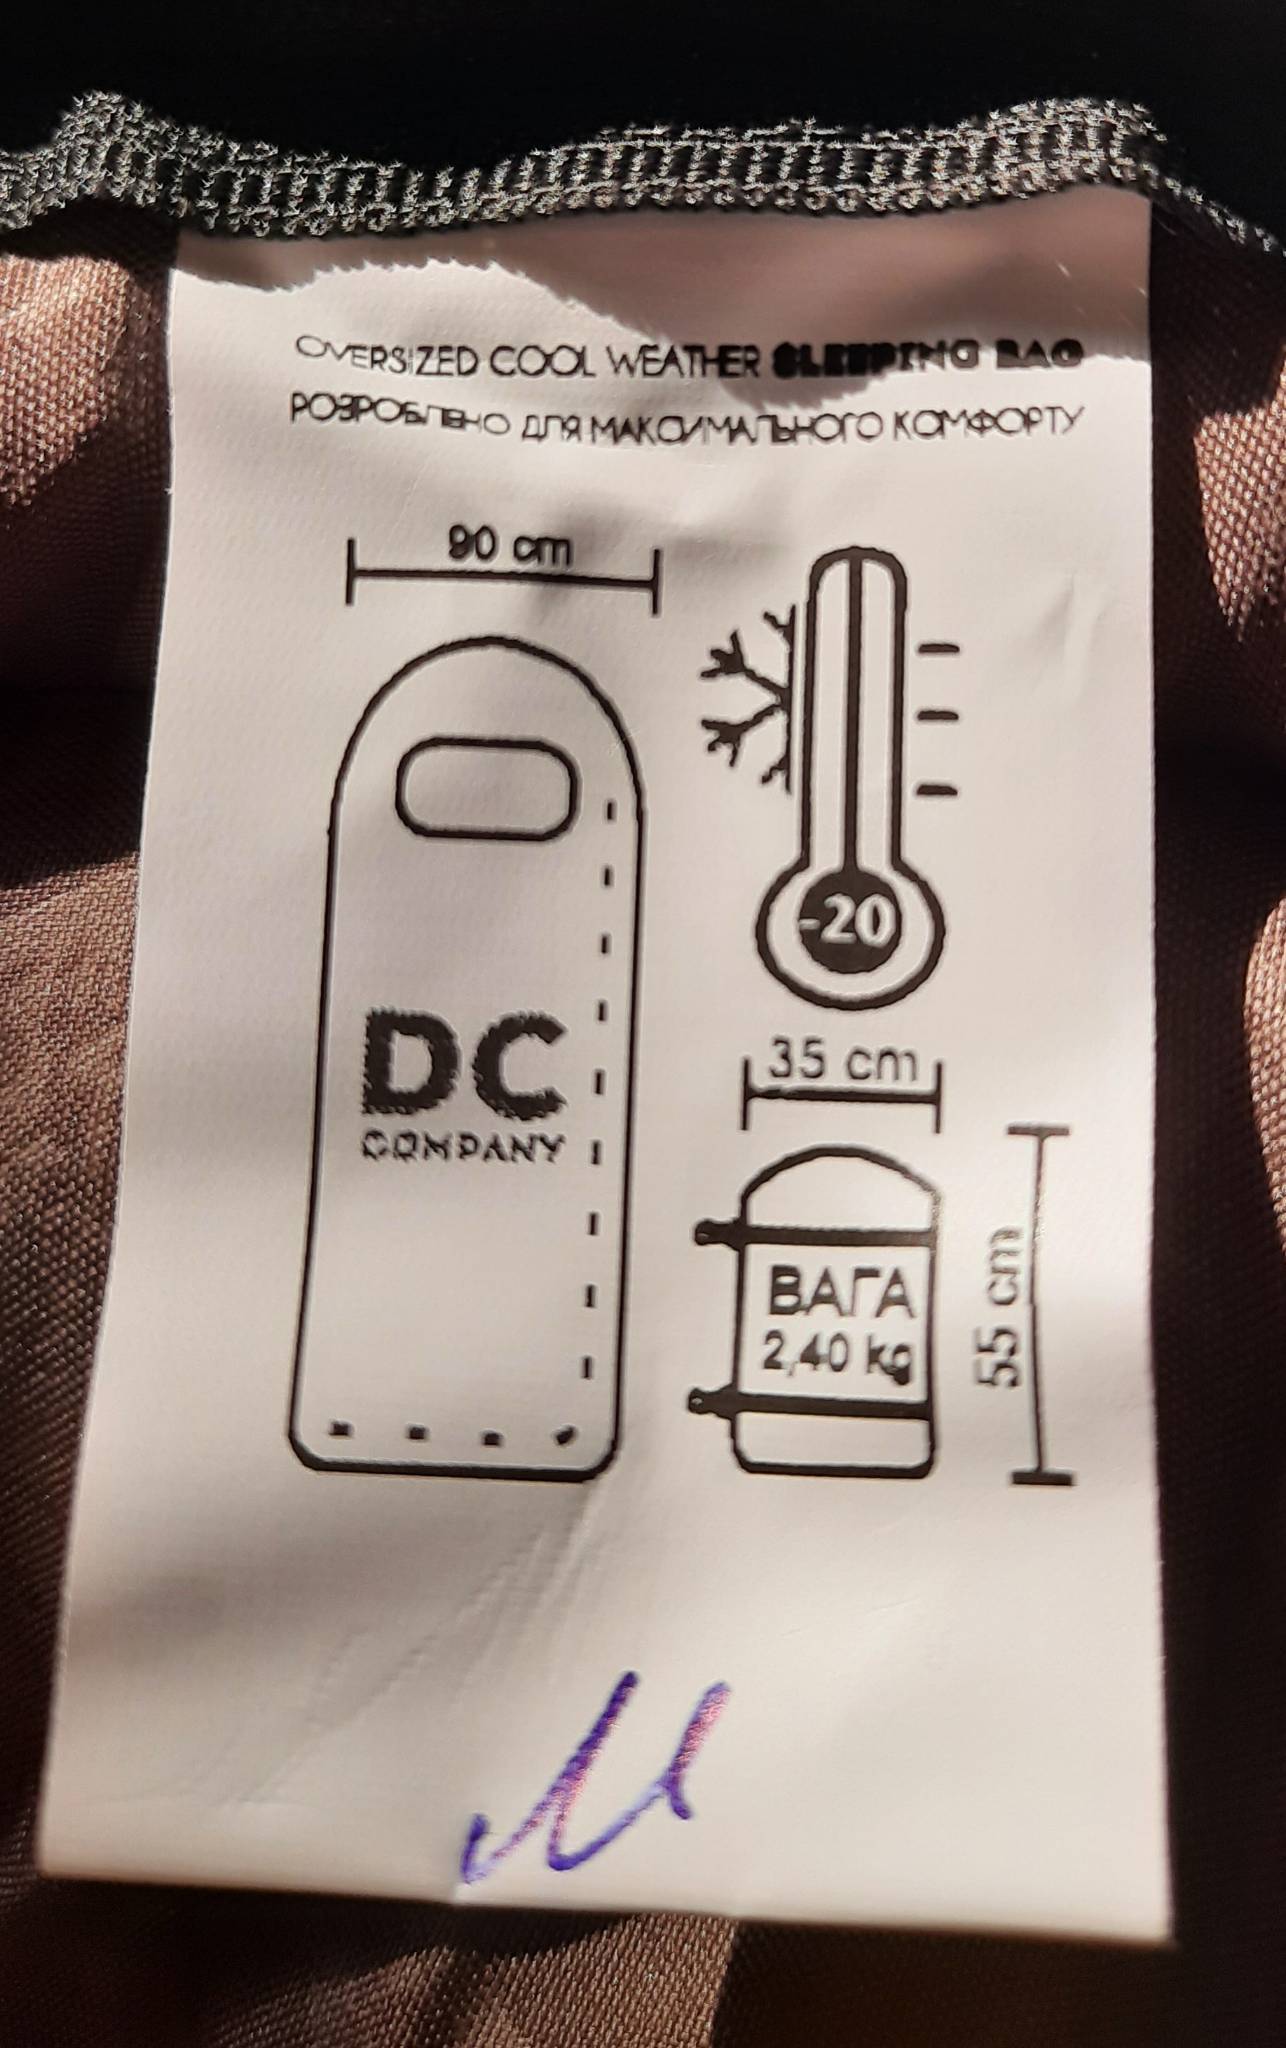 OVERSIZED COOL WEATHER SLEEPING BAG
РОЗРОБЛЕНО ДЛЯ МАКСИМАЛЬНОГО КОМФОРТУ
90 cm
-20
DC
COMPANY
35 cm
ВАГА
2,40 kg
55 cm